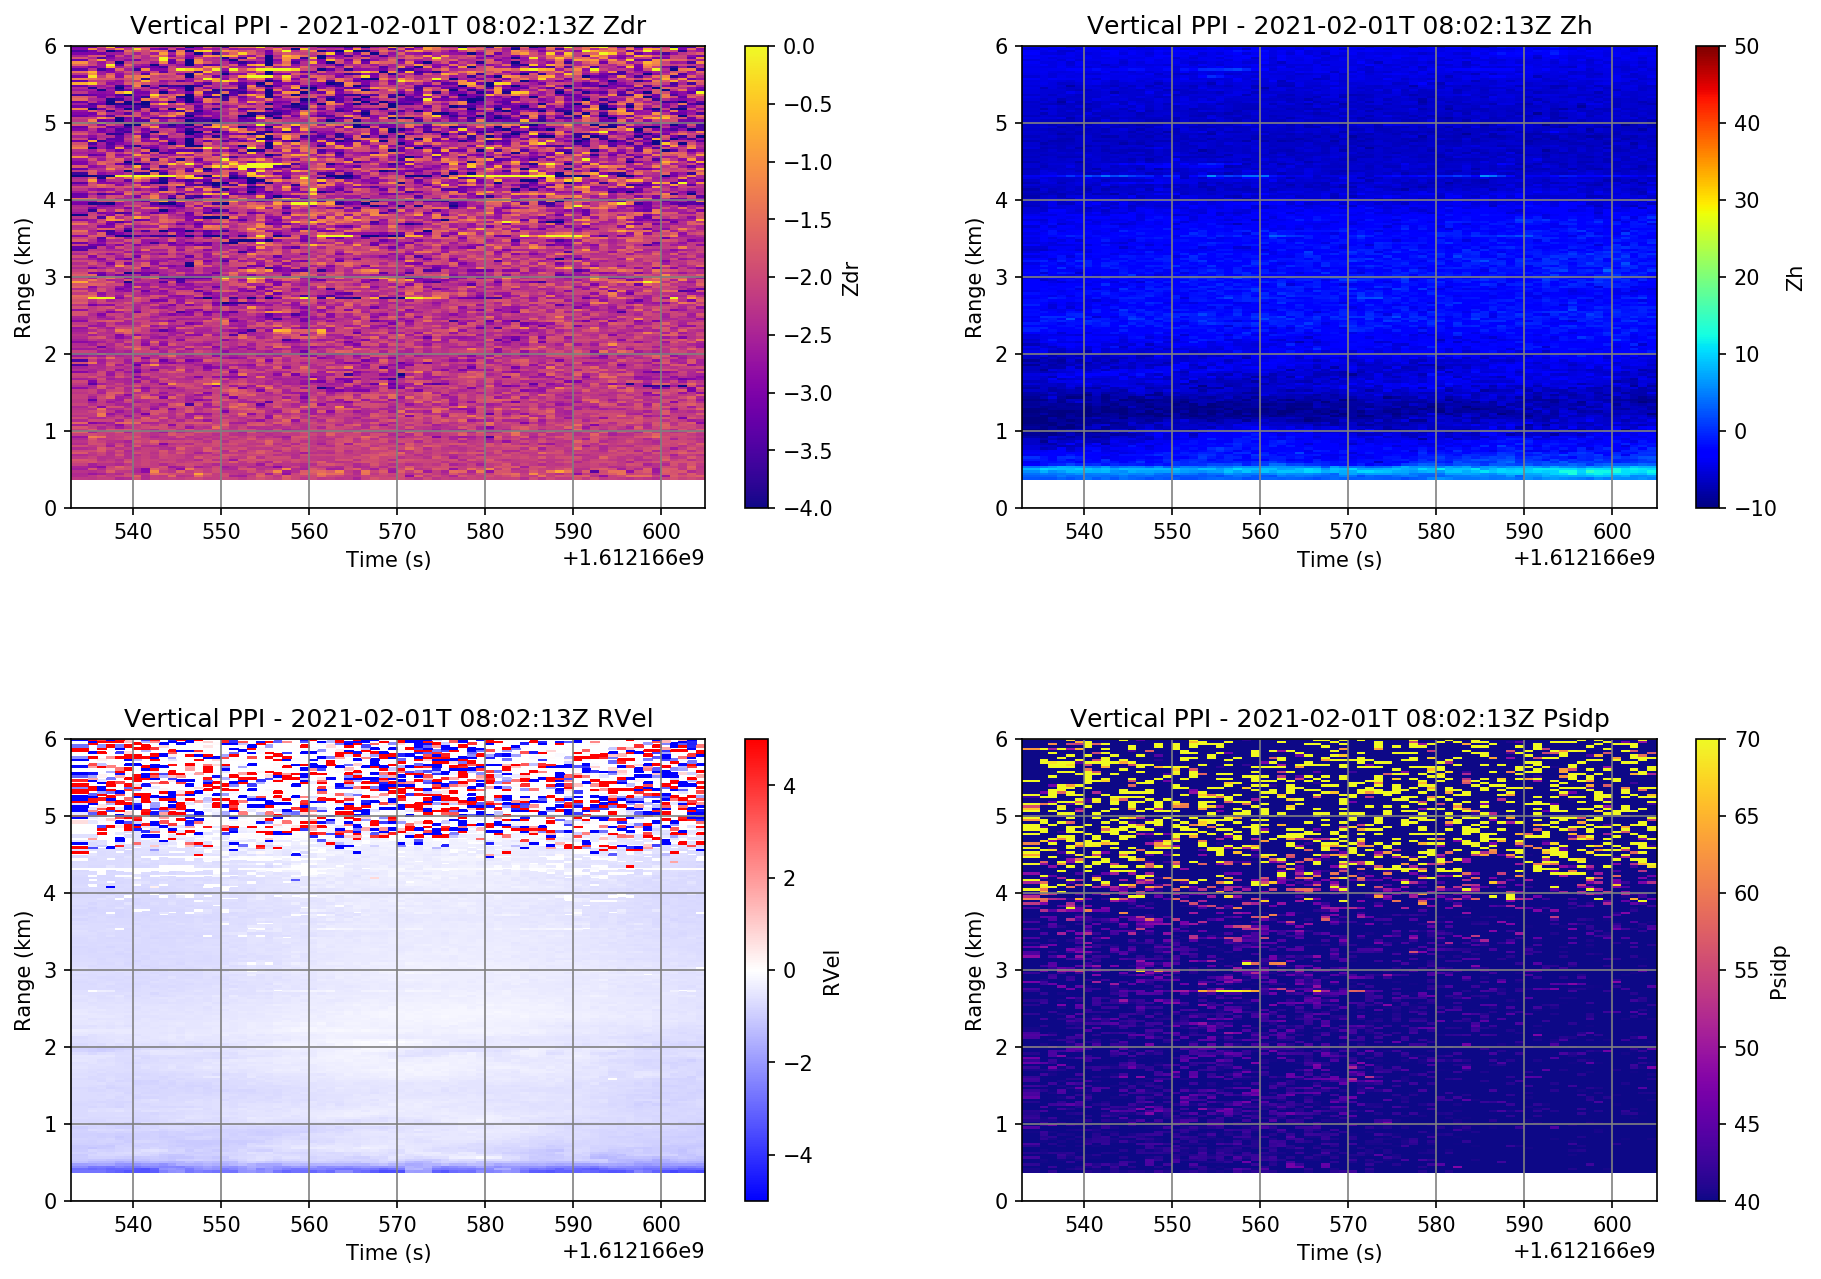 Vertical PPI - 2021-02-01T 08:02:13Z Zdr
6
5
4
3
2
1
0
Range (km)
540 550 560 570 580 590 600
Time (s)
+1.612166e9
0.0
−0.5
−1.0
−1.5
−2.0
−2.5
−3.0
−3.5
−4.0
Zdr
Vertical PPI - 2021-02-01T 08:02:13Z Zh
6
5
4
3
2
1
0
Range (km)
540 550 560 570 580 590 600
Time (s)
+1.612166e9
50
40
30
20
10
0
−10
Zh
Vertical PPI - 2021-02-01T 08:02:13Z RVel
6
5
4
3
2
1
0
Range (km)
540 550 560 570 580 590 600
Time (s)
+1.612166e9
4
2
0
−2
−4
RVel
Vertical PPI - 2021-02-01T 08:02:13Z Psidp
6
5
4
3
2
1
0
Range (km)
540 550 560 570 580 590 600
Time (s)
+1.612166e9
70
65
60
55
50
45
40
Psidp